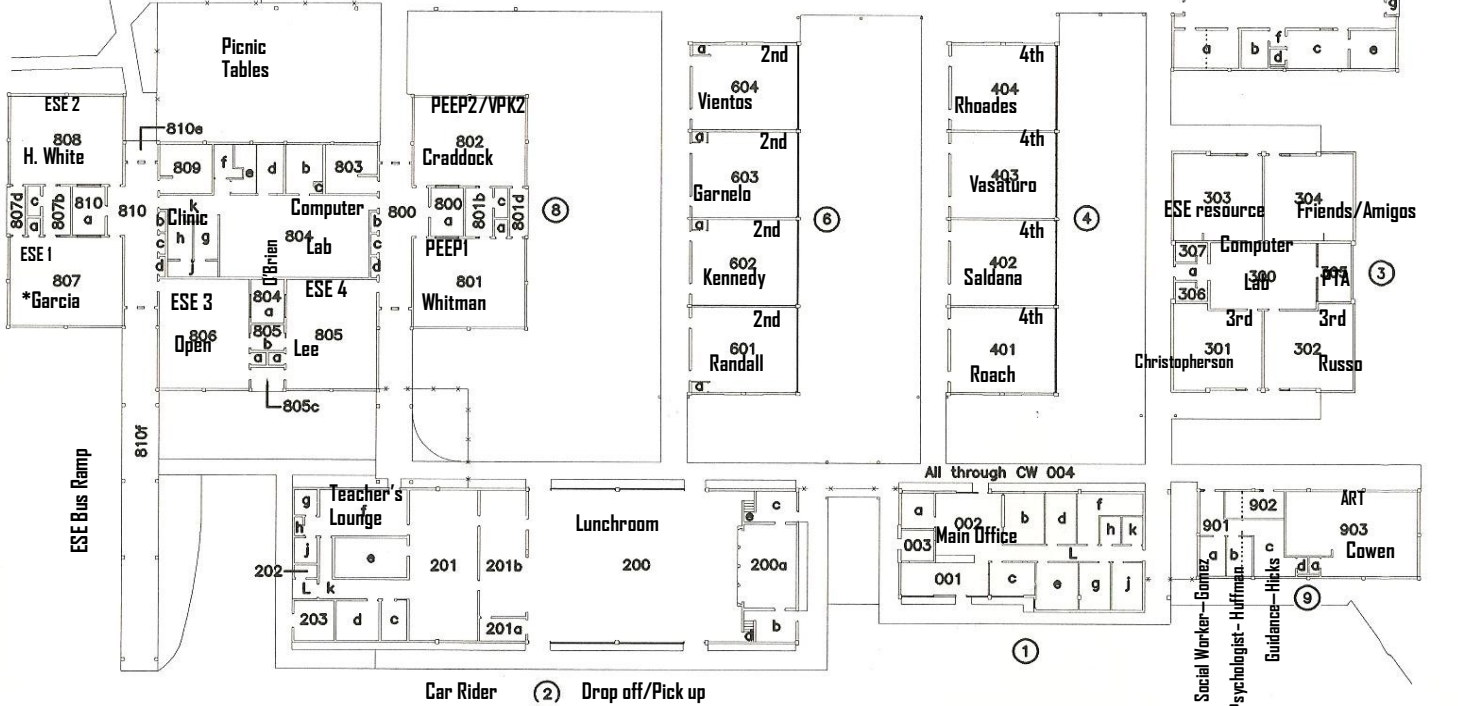 g
Picnic
Tables
a
b
f
d
c
e
ESE 2
808
H. White
810e
809
f
e
d
b
a
803
PEEP2/VPK2
802
Craddock
807d
c
a
807b
810
a
810
k
Clinic
b
c
d
h
g
j
Computer
804
Lab
b
c
d
800
800
a
801b
c
a
801d
8
ESE 1
807
*Garcia
O'Brien
ESE 3
806
Open
804
a
805
b
a
a
805c
ESE 4
805
Lee
PEEP1
801
Whitman
a
2nd
604
Vientos
a
2nd
603
Garnelo
a
2nd
602
Kennedy
2nd
601
Randall
a
6
4th
404
Rhoades
4th
403
Vasaturo
4th
402
Saldana
4th
401
Roach
4
303
ESE resource
304
Friends/Amigos
307
a
306
Computer
300
Lab
PTA
3
3rd
301
Christopherson
3rd
302
Russo
810f
ESE Bus Ramp
g
h
j
202
L
k
203
d
c
Teacher's
f
Lounge
e
201
201b
201a
Lunchroom
200
200a
e
c
d
b
All through CW 004
a
002
Main Office
003
001
b
d
f
h
k
L
c
e
g
j
1
901
902
a
b
c
d
a
ART
903
Cowen
9
Social Worker-Gomez
Psychologist-Huffman
Guidance-Hicks
Car Rider
2
Drop off/Pick up